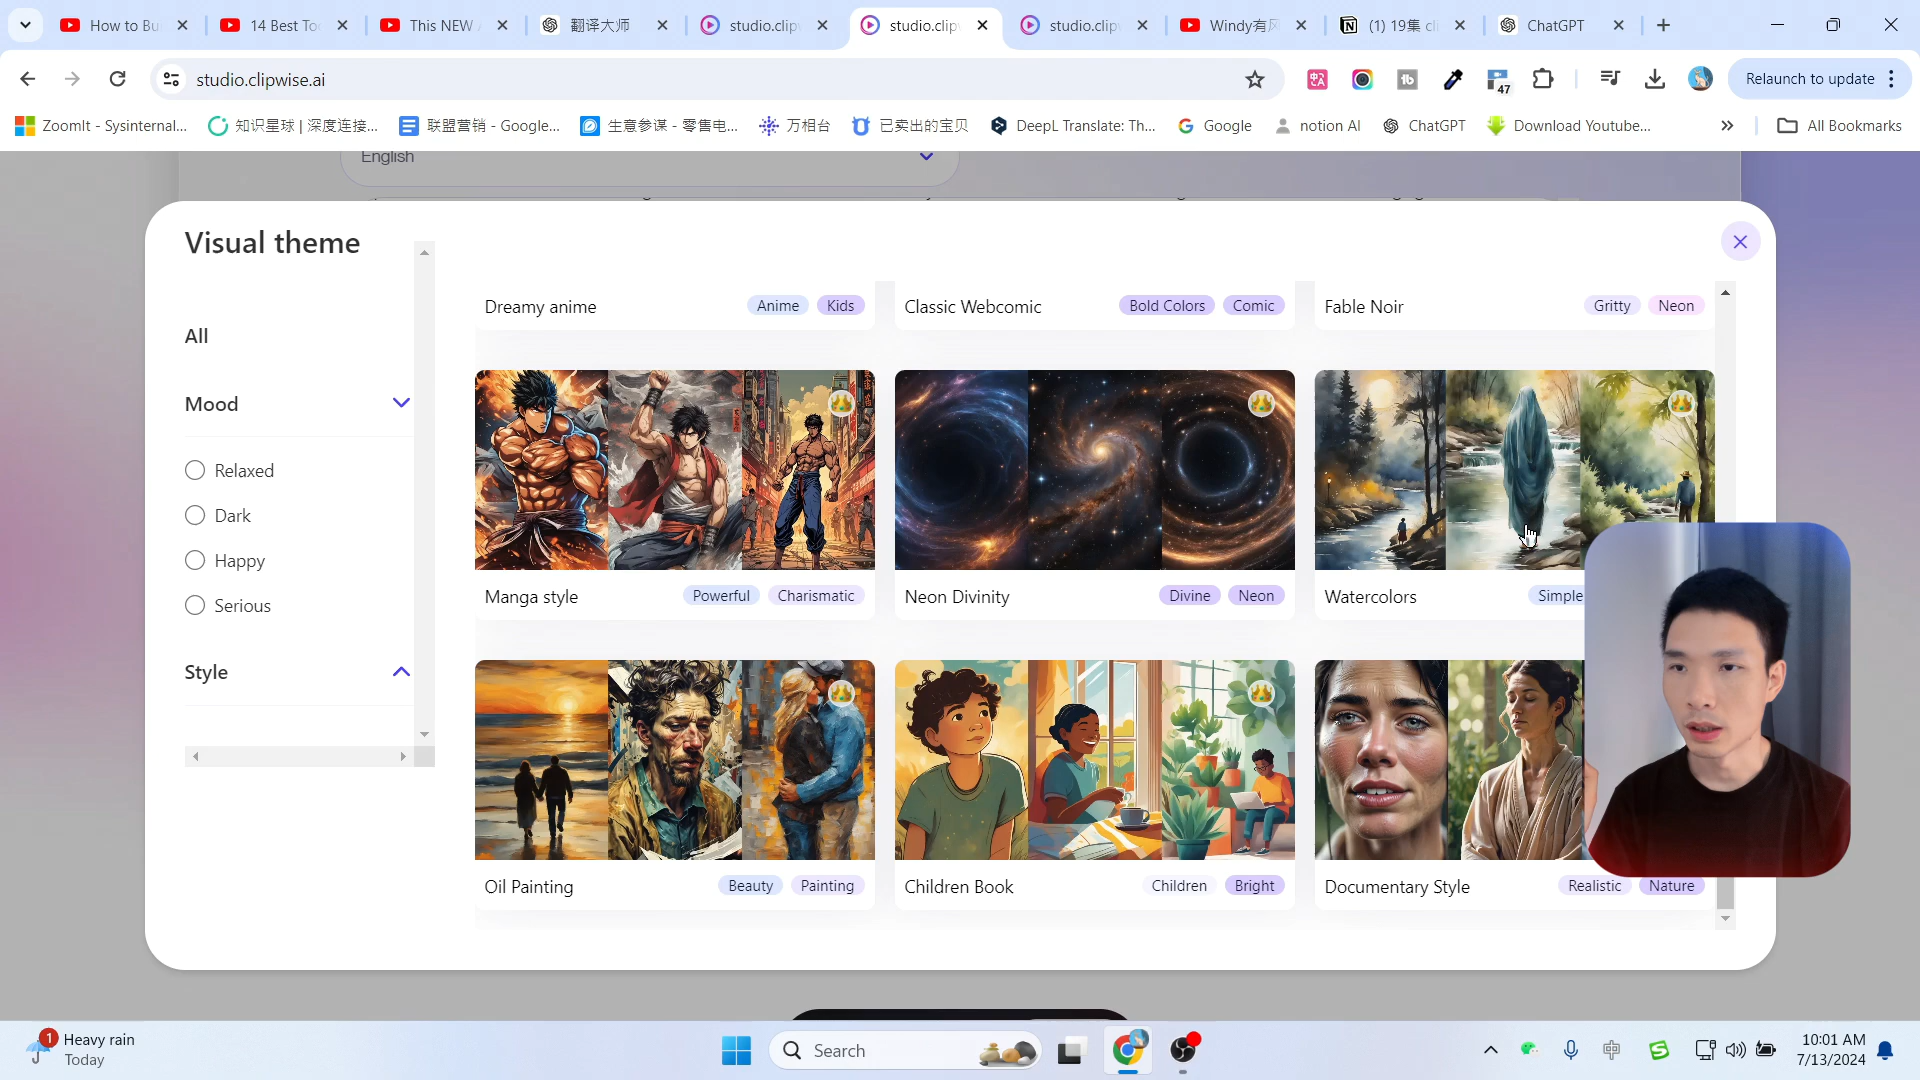 How to Bu
14 Best To
This NEW
翻译大师
studio.clip
studio.clip
studio.clip
Windy有风
(1) 19集 cli
ChatGPT
studio.clipwise.ai
47
Relaunch to update
ZoomIt - Sysinternal...
知识星球 | 深度连接...
联盟营销 - Google...
生意参谋 - 零售电...
万相台
已卖出的宝贝
DeepL Translate: Th...
Google
notion AI
ChatGPT
Download Youtube...
All Bookmarks
English
Visual theme
All
Mood
Relaxed
Dark
Happy
Serious
Style
Dreamy anime
Anime
Kids
Classic Webcomic
Bold Colors
Comic
Fable Noir
Gritty
Neon
Manga style
Powerful
Charismatic
Neon Divinity
Divine
Neon
Watercolors
Simple
Oil Painting
Beauty
Painting
Children Book
Children
Bright
Documentary Style
Realistic
Nature
1
Heavy rain
Today
Search
中
10:01 AM
7/13/2024